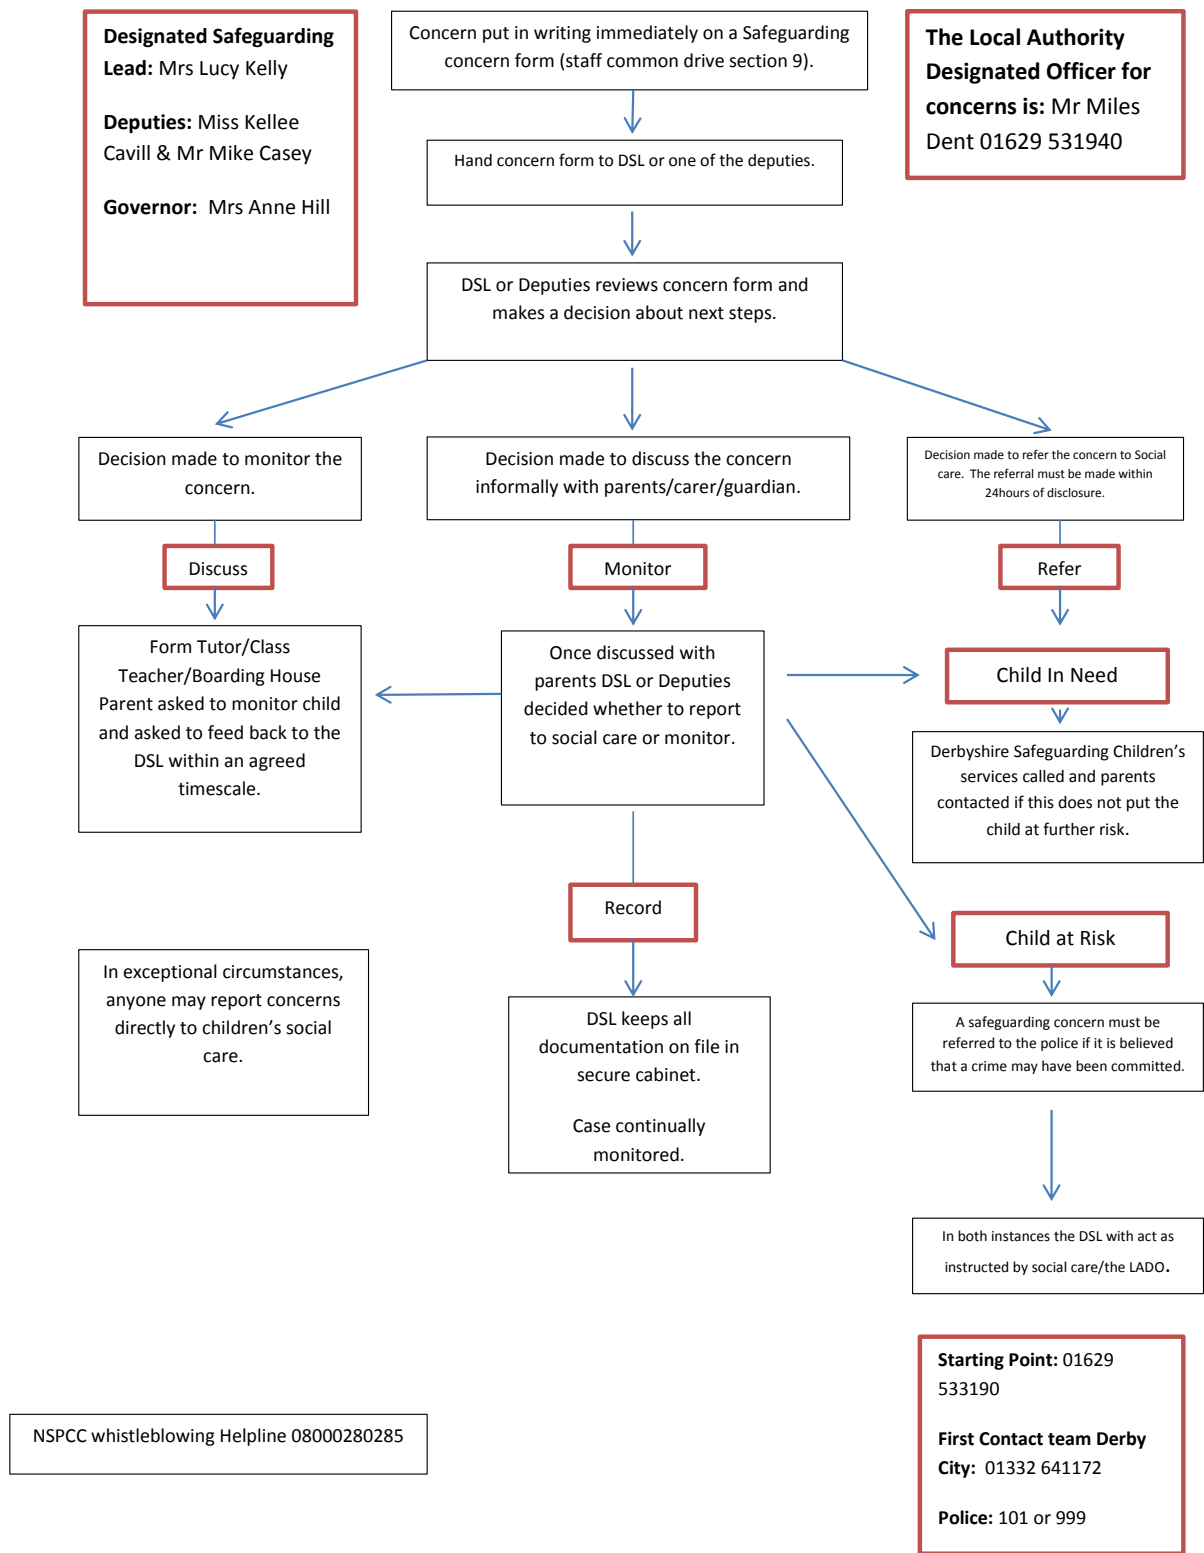 Designated Safeguarding
Lead: Mrs Lucy Kelly
Deputies: Miss Kellee
Cavill & Mr Mike Casey
Governor: Mrs Anne Hill
Concern put in writing immediately on a Safeguarding
concern form (staff common drive section 9).
The Local Authority
Designated Officer for
concerns is: Mr Miles
Dent 01629 531940
Hand concern form to DSL or one of the deputies.
DSL or Deputies reviews concern form and
makes a decision about next steps.
Decision made to monitor the
concern.
Decision made to discuss the concern
informally with parents/carer/guardian.
Decision made to refer the concern to Social
care. The referral must be made within
24hours of disclosure.
Discuss
Monitor
Refer
Form Tutor/Class
Teacher/Boarding House
Parent asked to monitor child
and asked to feed back to the
DSL within an agreed
timescale.
Once discussed with
parents DSL or Deputies
decided whether to report
to social care or monitor.
Child In Need
Derbyshire Safeguarding Children’s
services called and parents
contacted if this does not put the
child at further risk.
Record
Child at Risk
In exceptional circumstances,
anyone may report concerns
directly to children’s social
care.
DSL keeps all
documentation on file in
secure cabinet.
Case continually
monitored.
A safeguarding concern must be
referred to the police if it is believed
that a crime may have been committed.
In both instances the DSL with act as
instructed by social care/the LADO.
Starting Point: 01629
533190
First Contact team Derby
City: 01332 641172
Police: 101 or 999
NSPCC whistleblowing Helpline 08000280285